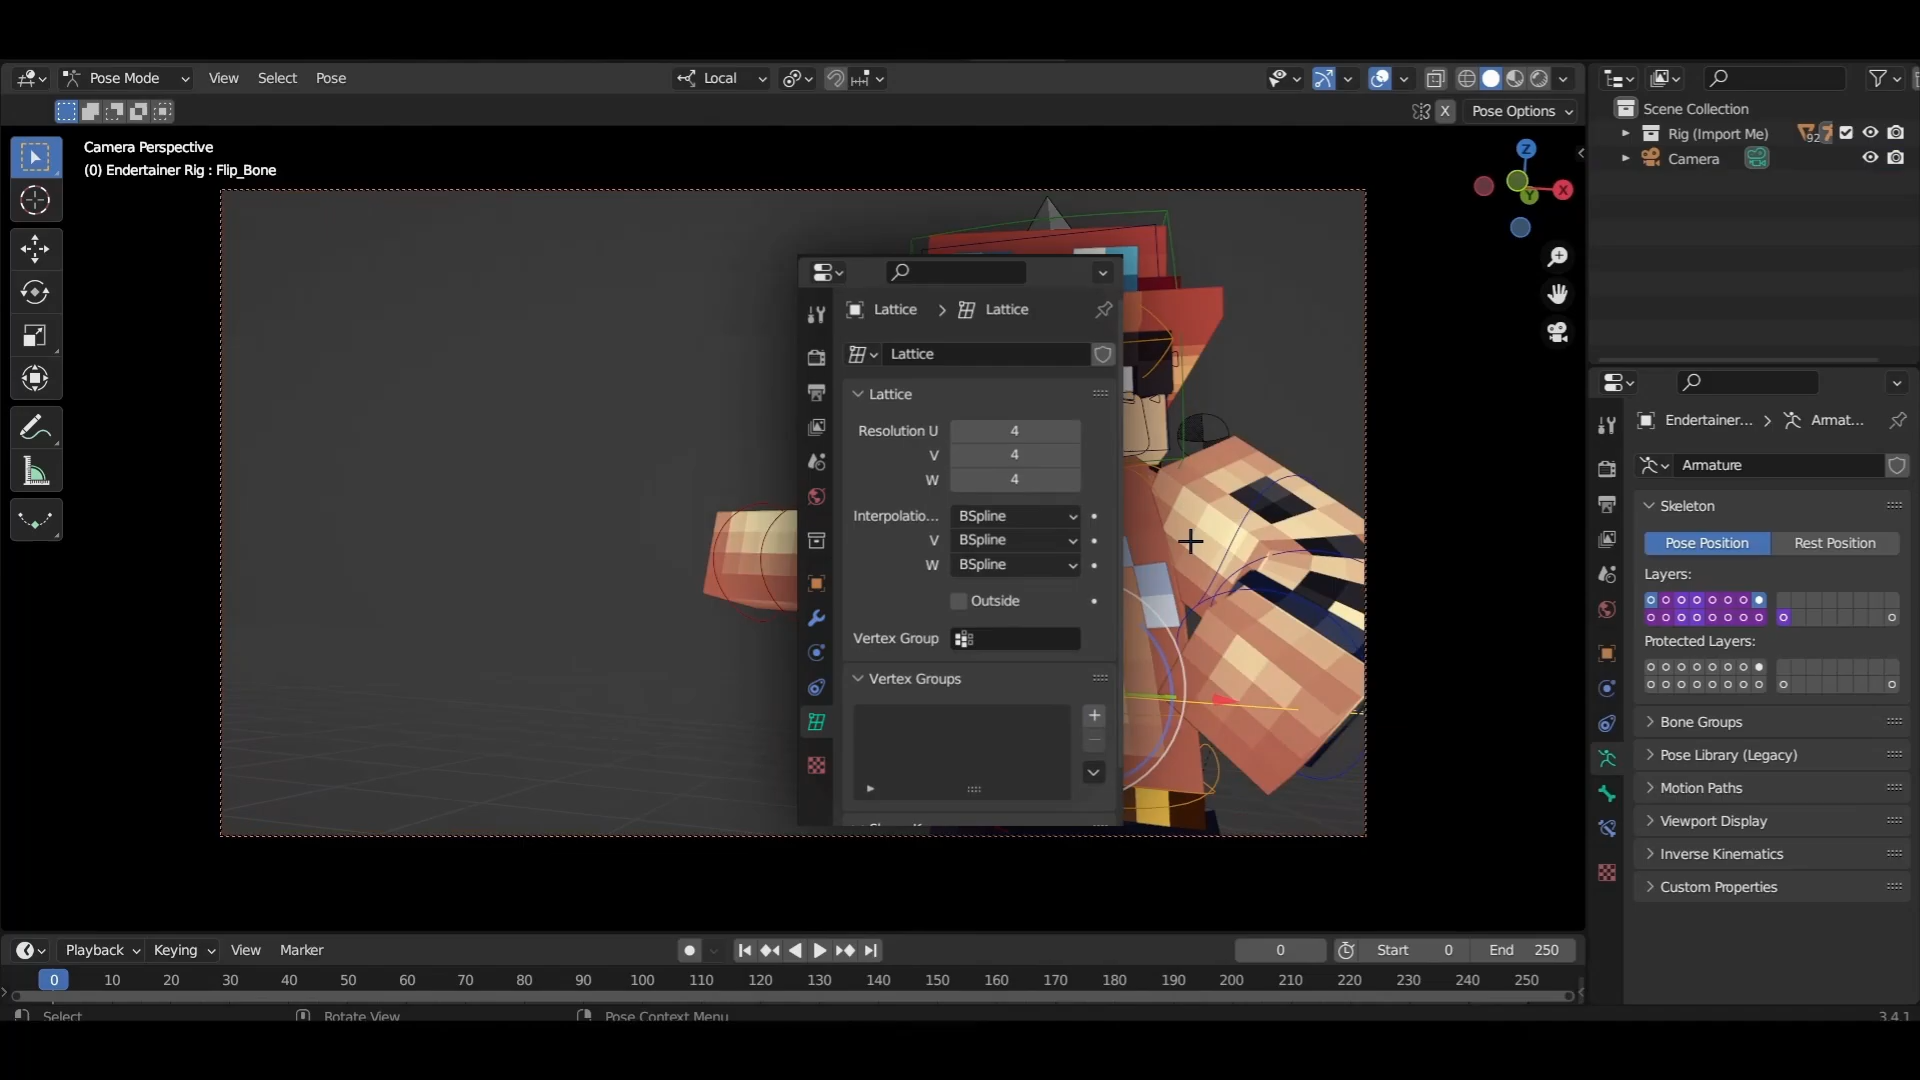 Pose Mode View Select Pose Local
X Pose Options
Camera Perspective
(0) Endertainer Rig : Flip_Bone
Z
X
Y
Scene Collection
Rig (Import Me) 92
Camera
Lattice > Lattice
Lattice
Lattice
Resolution U 4
V 4
W 4
Interpolatio... BSpline
V BSpline
W BSpline
Outside
Vertex Group
Vertex Groups
Endertainer... > Armat...
Armature
Skeleton
Pose Position Rest Position
Layers:
Protected Layers:
Bone Groups
Pose Library (Legacy)
Motion Paths
Viewport Display
Inverse Kinematics
Custom Properties
Playback Keying View Marker 0 Start 0 End 250
0 10 20 30 40 50 60 70 80 90 100 110 120 130 140 150 160 170 180 190 200 210 220 230 240 250
Select Rotate View Pose Context Menu 3.4.1